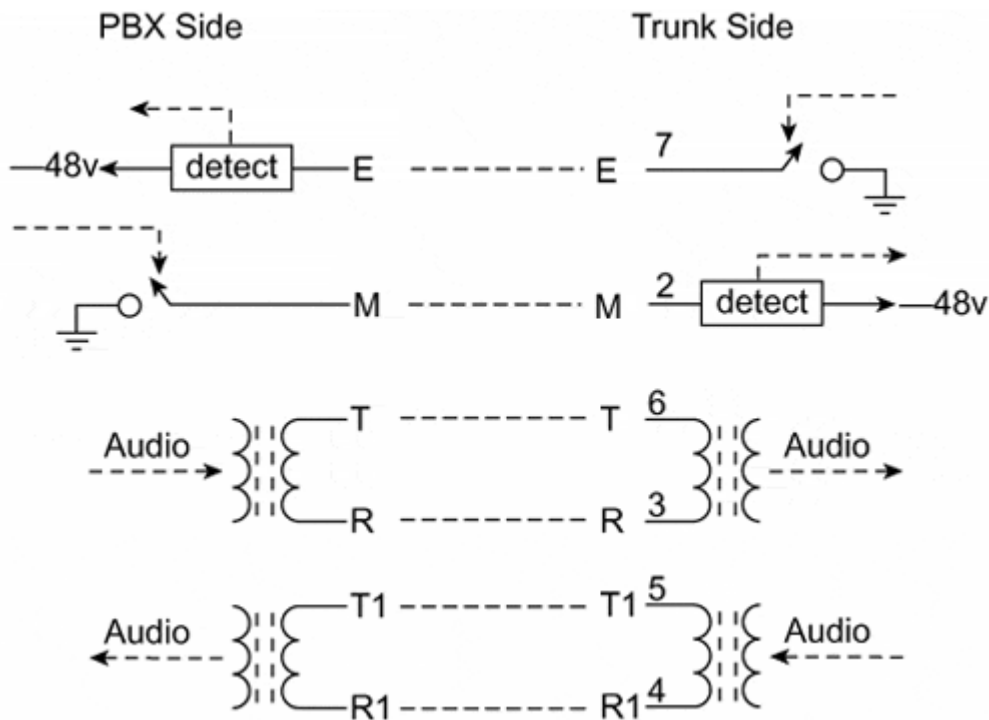 PBX Side Trunk Side
—48v detect E E 7
M M 2 detect —48v
Audio T T 6 Audio
R R 3
Audio T1 T1 5 Audio
R1 R1 4